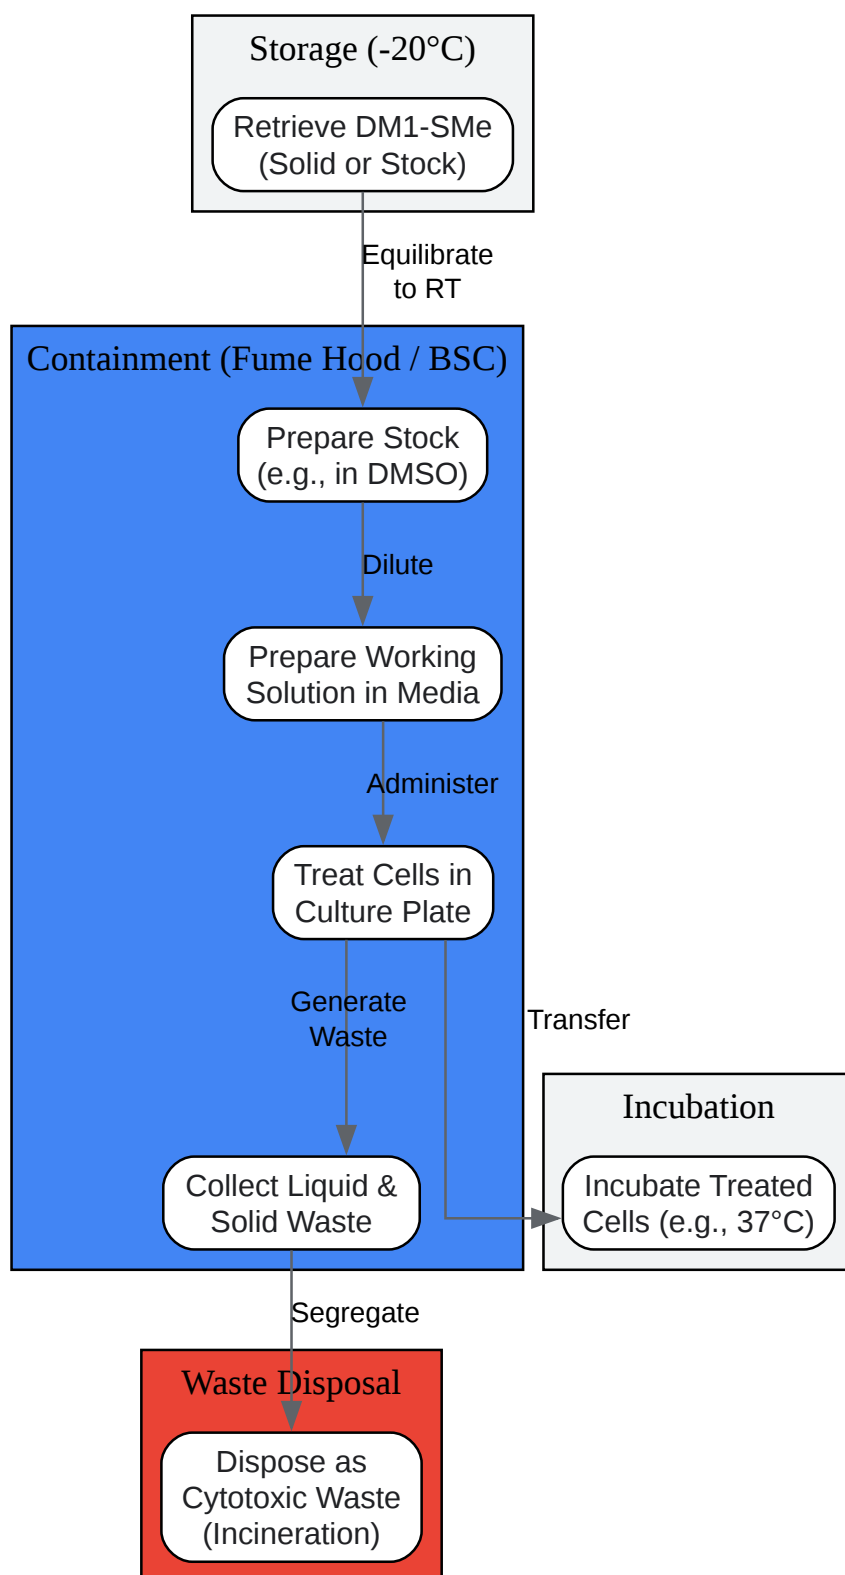 Storage (-20°C)
Retrieve DM1-SMe
(Solid or Stock)
Equilibrate
to RT
Containment (Fume Hood / BSC)
Prepare Stock
(e.g., in DMSO)
Dilute
Prepare Working
Solution in Media
Administer
Treat Cells in
Culture Plate
Generate
Waste
Transfer
Incubation
Collect Liquid &
Solid Waste
Incubate Treated
Cells (e.g., 37°C)
Segregate
Waste Disposal
Dispose as
Cytotoxic Waste
(Incineration)